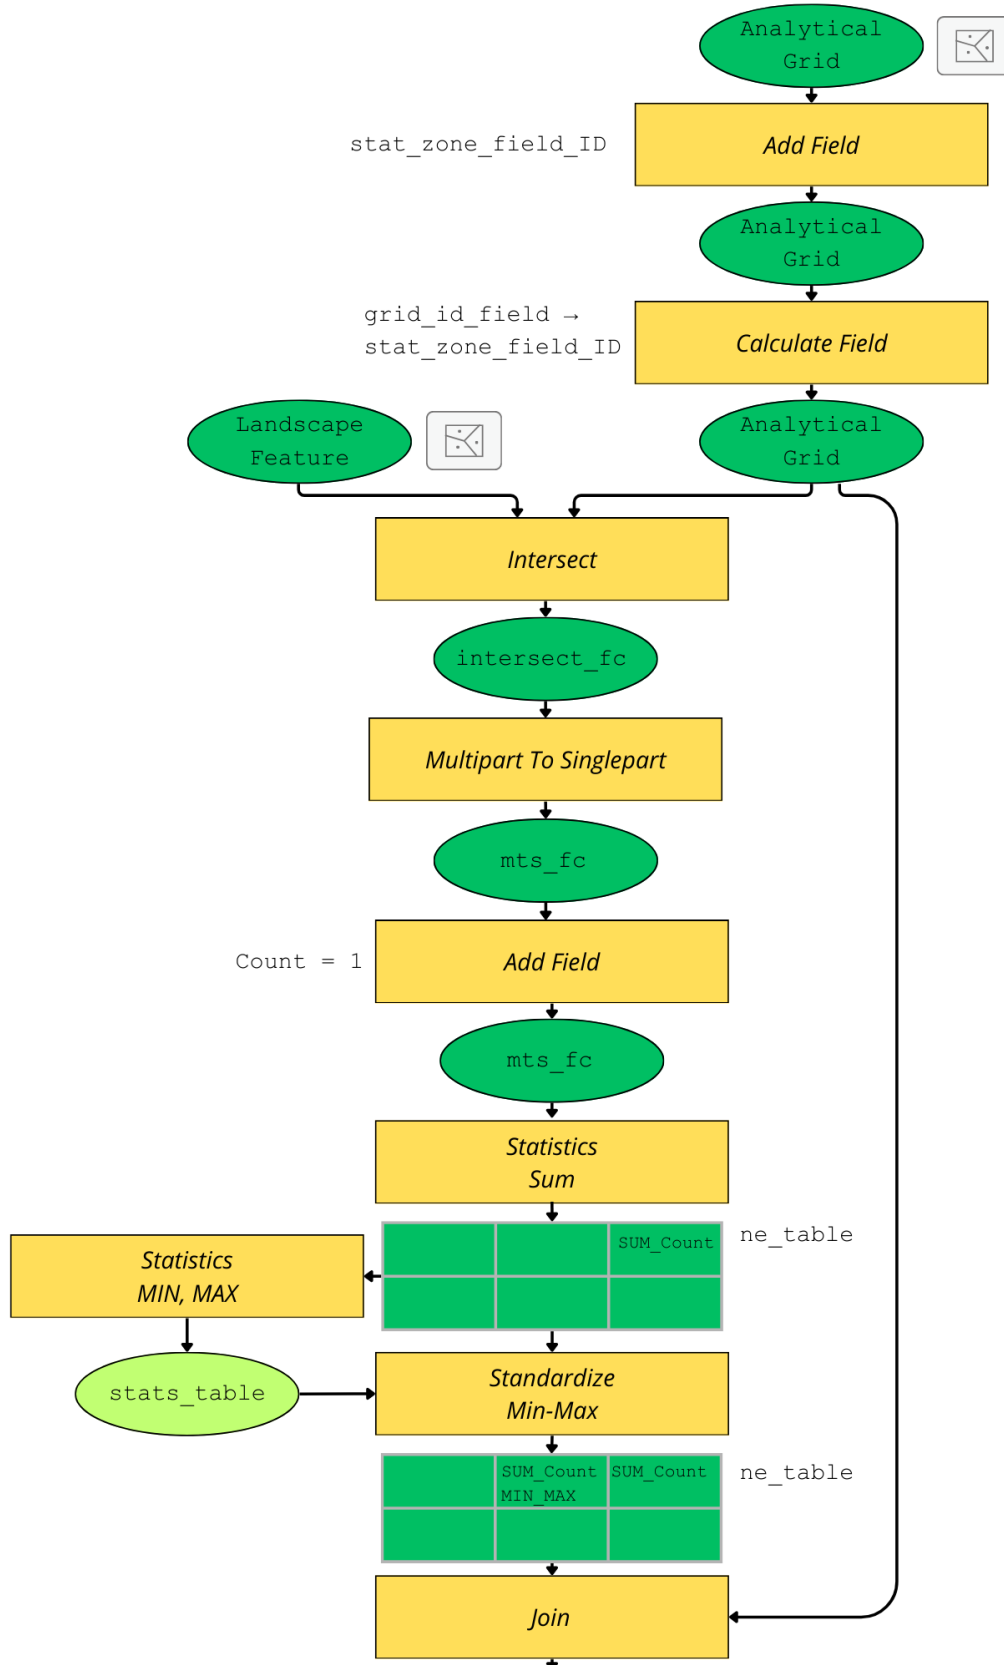 Analytical
Grid
stat_zone_field_ID
Add Field
Analytical
Grid
grid_id_field →
stat_zone_field_ID
Calculate Field
Landscape
Feature
Analytical
Grid
Intersect
intersect_fc
Multipart To Singlepart
mts_fc
Count = 1
Add Field
mts_fc
Statistics
Sum
SUM_Count
ne_table
Statistics
MIN, MAX
stats_table
Standardize
Min-Max
SUM_Count
MIN_MAX
SUM_Count
ne_table
Join